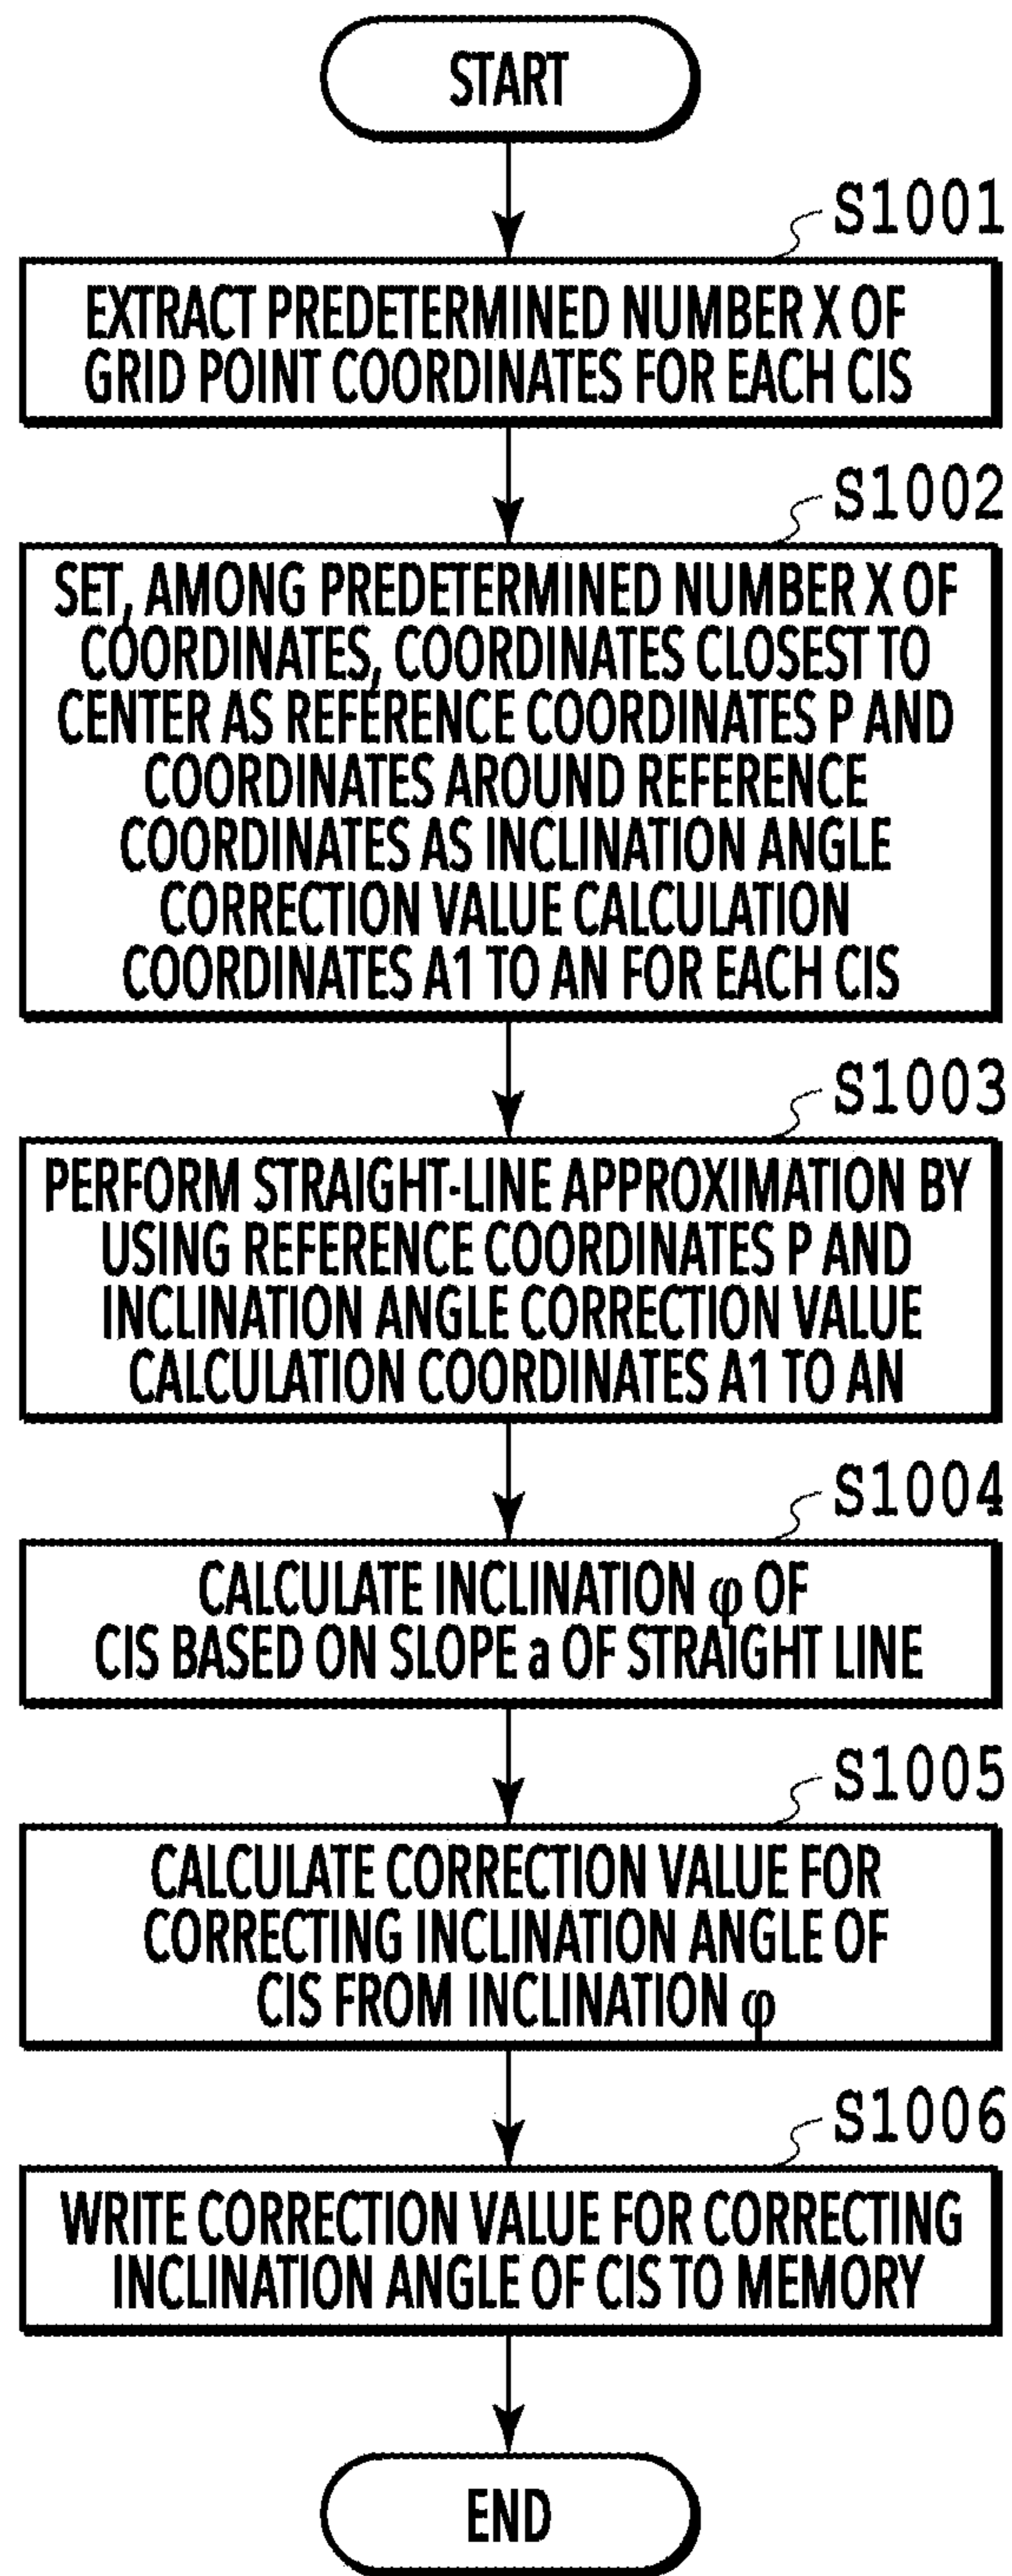 START
S1001
EXTRACT PREDETERMINED NUMBER X OF
GRID POINT COORDINATES FOR EACH CIS
S1002
SET, AMONG PREDETERMINED NUMBER X OF
COORDINATES, COORDINATES CLOSEST TO
CENTER AS REFERENCE COORDINATES P AND
COORDINATES AROUND REFERENCE
COORDINATES AS INCLINATION ANGLE
CORRECTION VALUE CALCULATION
COORDINATES A1 TO AN FOR EACH CIS
S1003
PERFORM STRAIGHT-LINE APPROXIMATION BY
USING REFERENCE COORDINATES P AND
INCLINATION ANGLE CORRECTION VALUE
CALCULATION COORDINATES A1 TO AN
S1004
CALCULATE INCLINATION φ OF
CIS BASED ON SLOPE a OF STRAIGHT LINE
S1005
CALCULATE CORRECTION VALUE FOR
CORRECTING INCLINATION ANGLE OF
CIS FROM INCLINATION φ
S1006
WRITE CORRECTION VALUE FOR CORRECTING
INCLINATION ANGLE OF CIS TO MEMORY
END